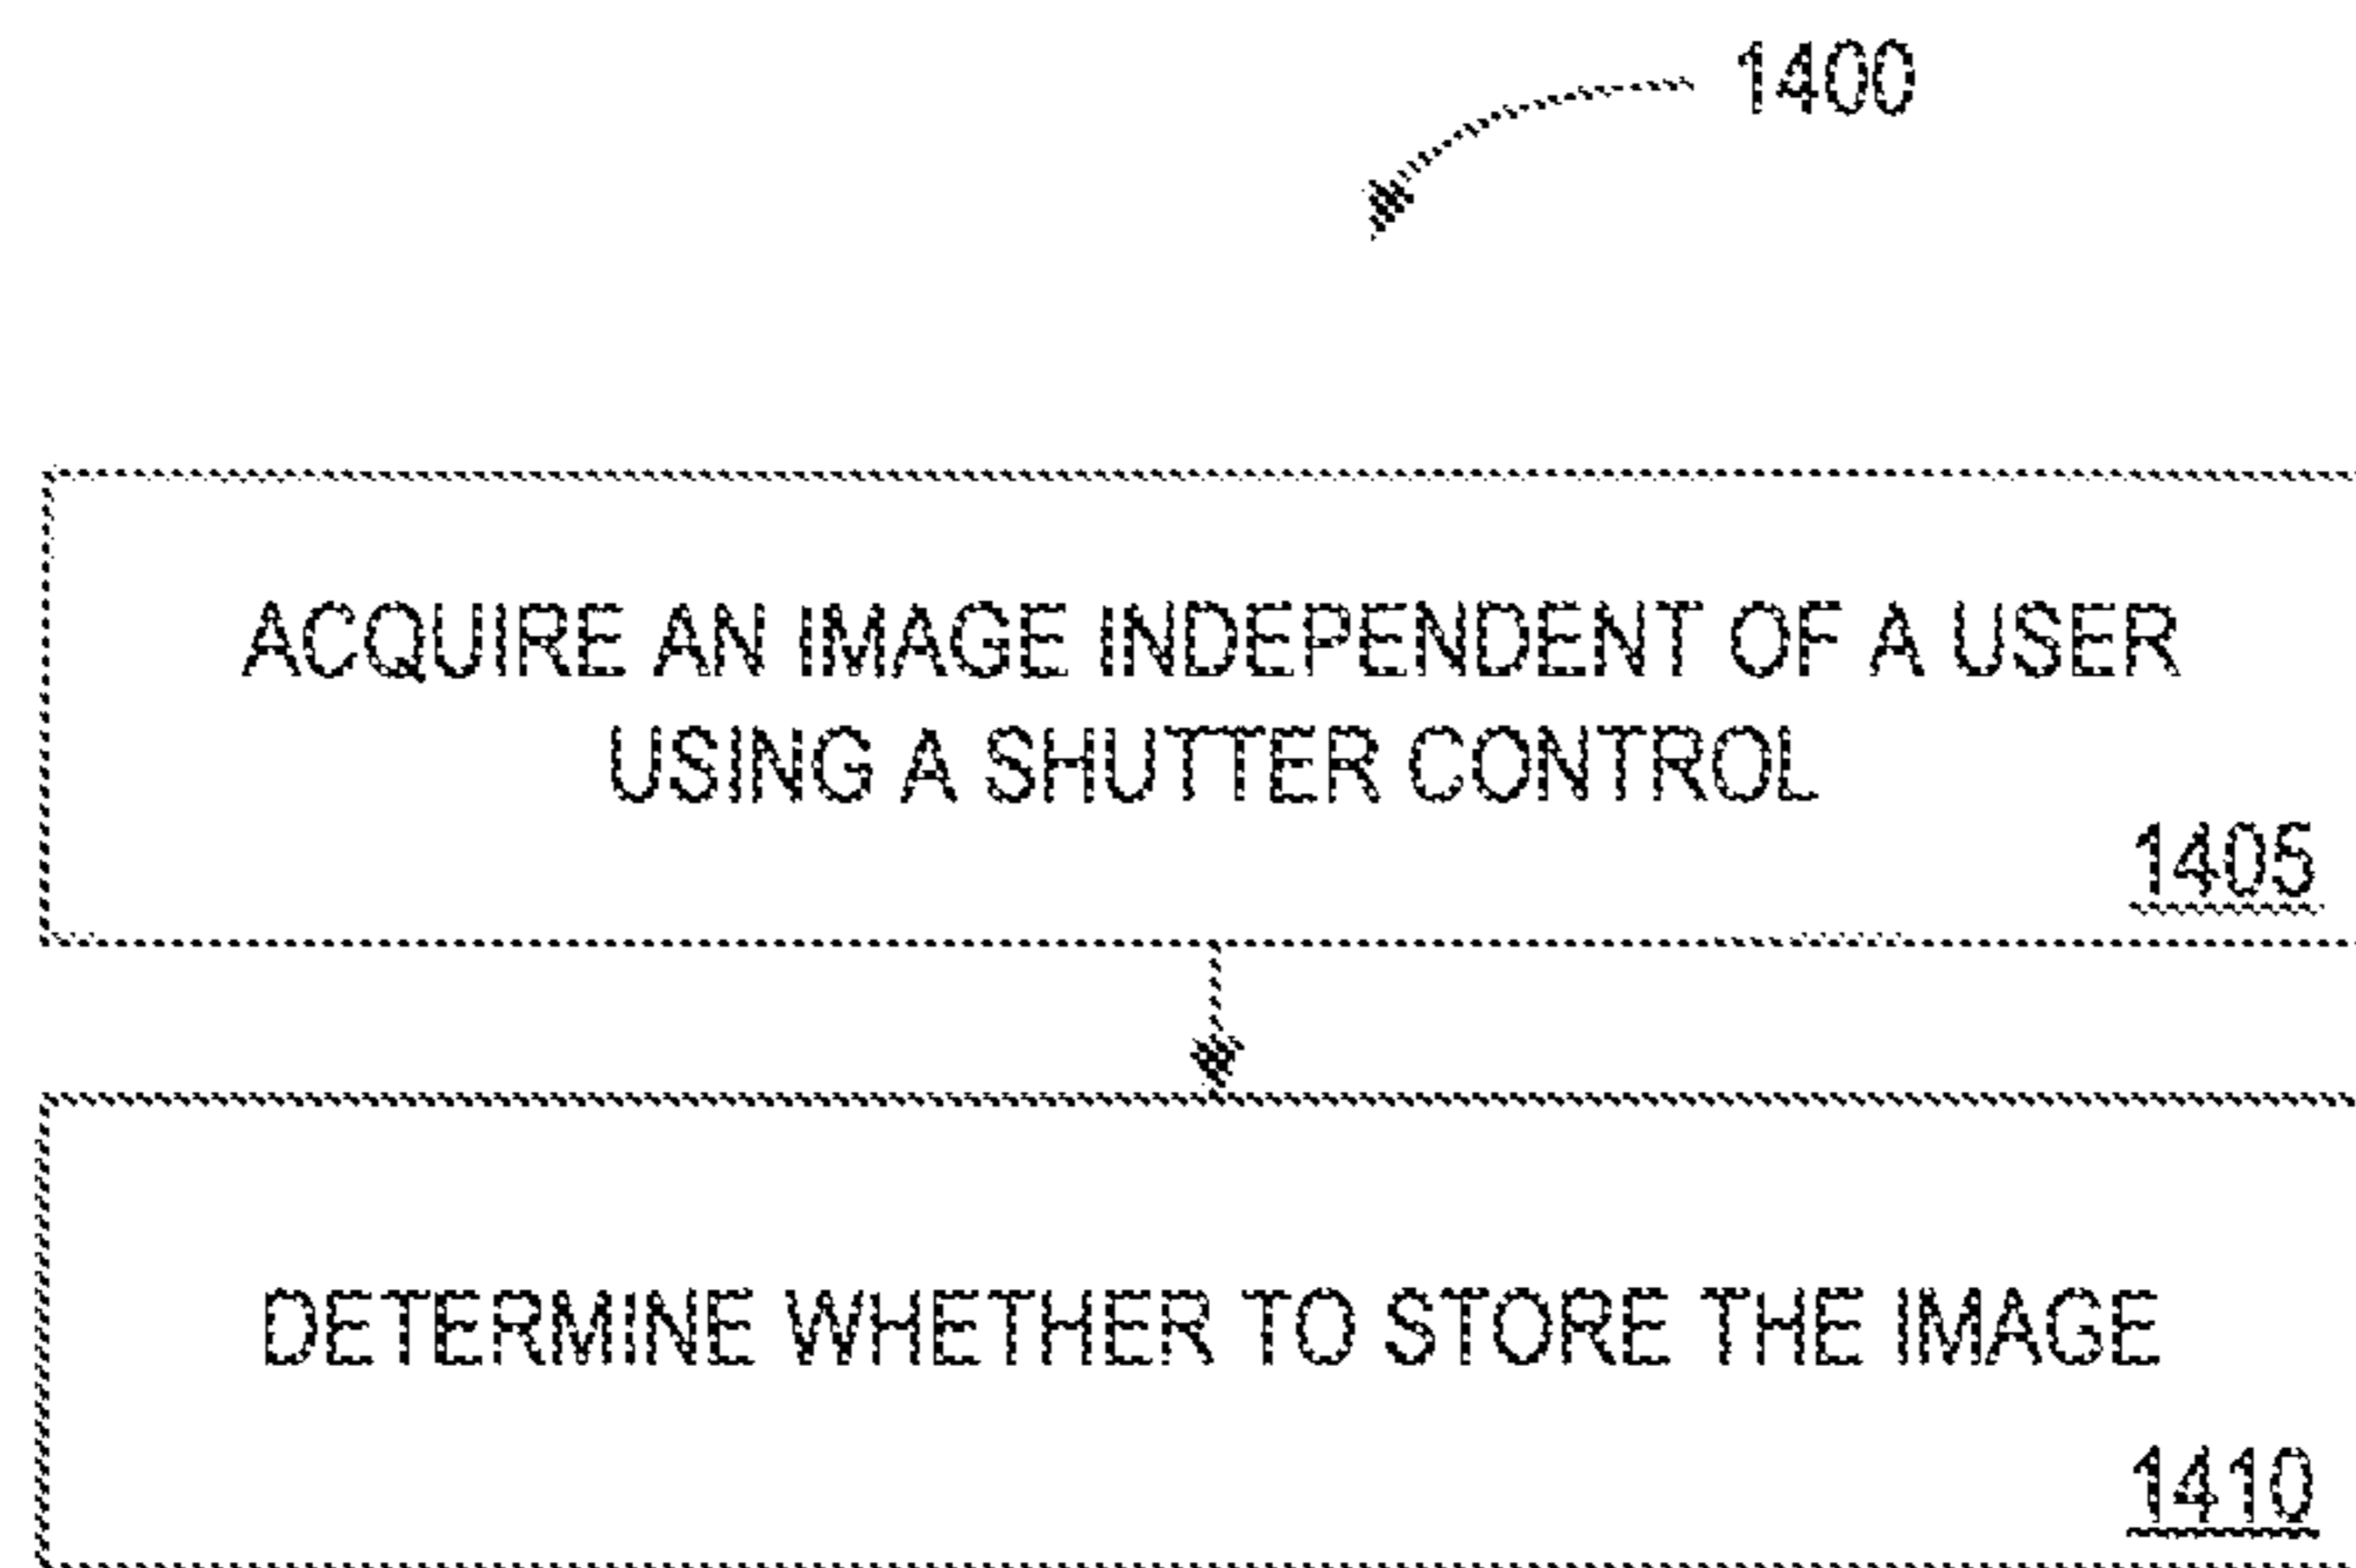 1400
ACQUIRE AN IMAGE INDEPENDENT OF A USER
USING A SHUTTER CONTROL
1405
DETERMINE WHETHER TO STORE THE IMAGE
1410